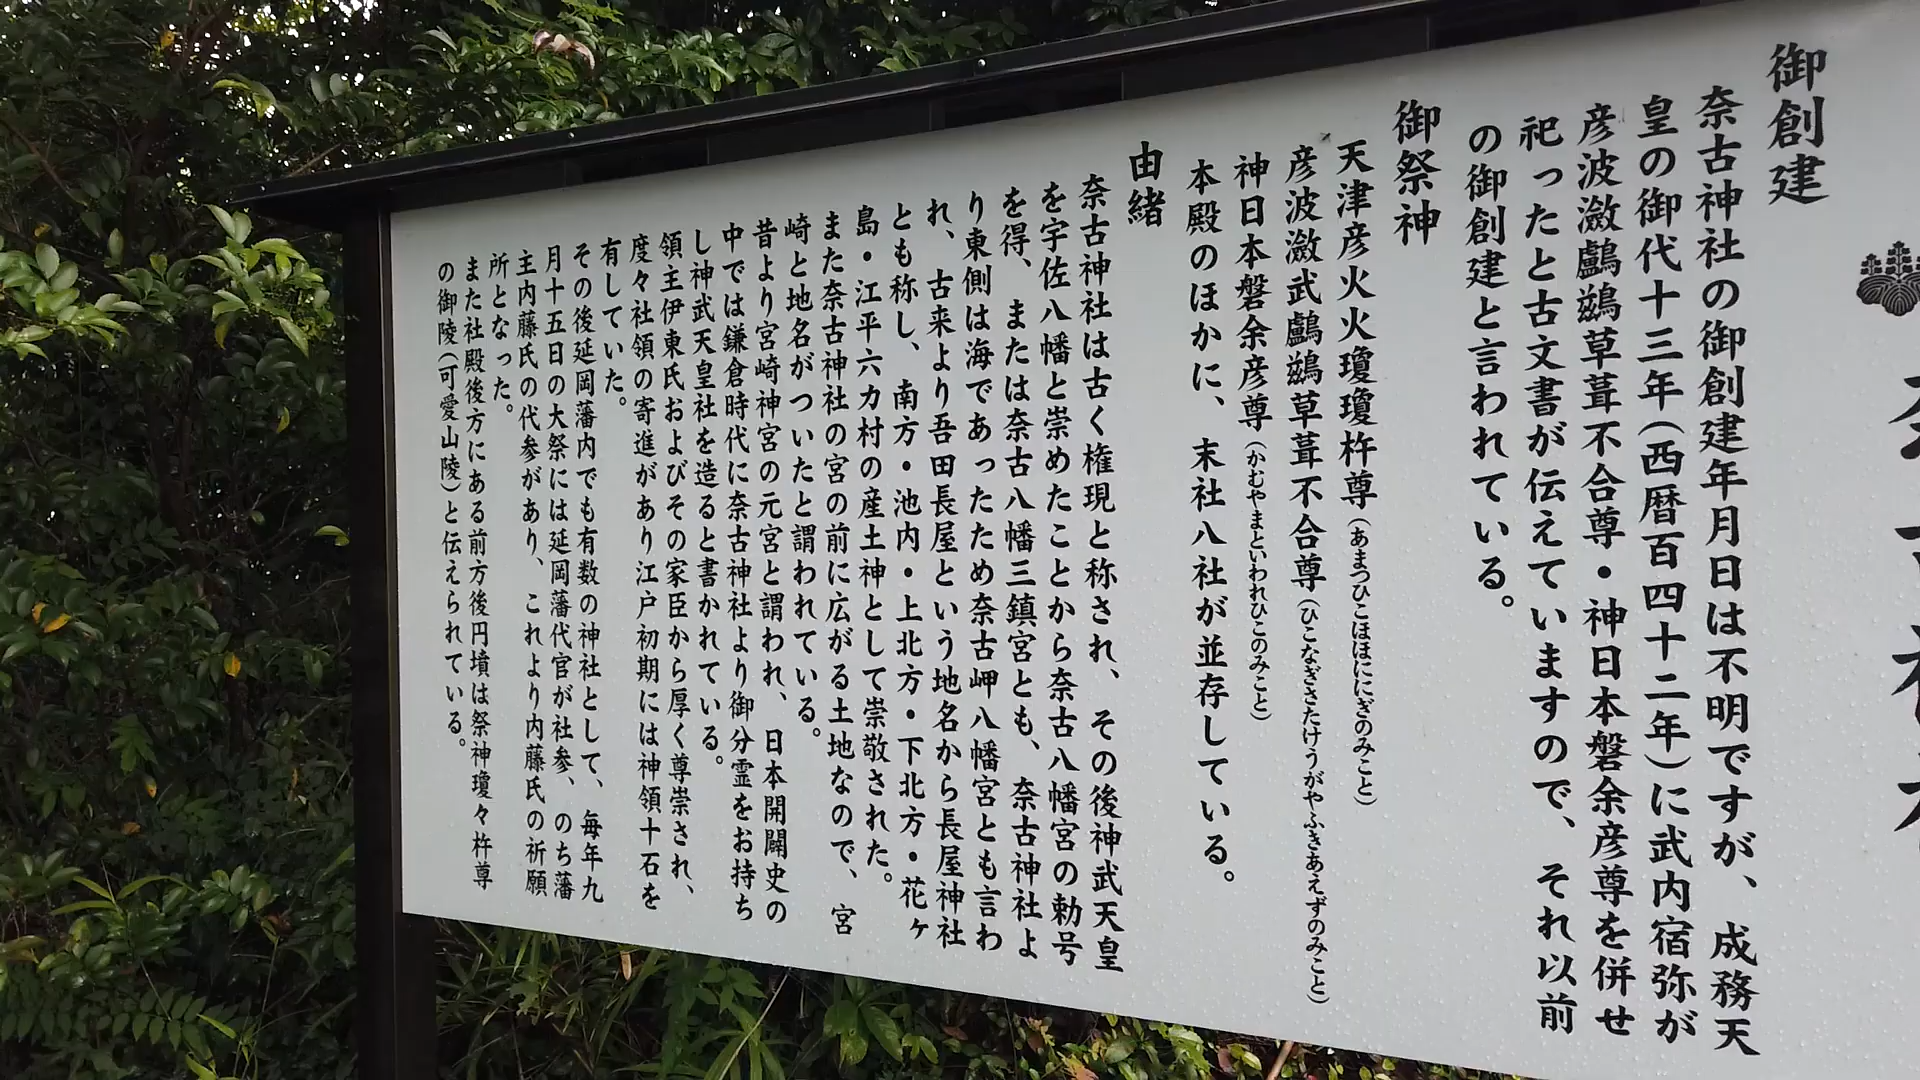 御創建
奈古神社の御創建年月日は不明ですが、成務天
皇の御代十三年(西暦百四十二年)に武内宿弥が
彦波瀲鸕鷀草葺不合尊・神日本磐余彦尊を併せ
祀ったと古文書が伝えていますので、それ以前
の御創建と言われている。
御祭神
天津彦火火瓊瓊杵尊(あまつひこほほににぎのみこと)
彦波瀲武鸕鷀草葺不合尊(ひこなぎさたけうがやふきあえずのみこと)
神日本磐余彦尊(かむやまといわれひこのみこと)
本殿のほかに、末社八社が並存している。
由緒
奈古神社は古く権現と称され、その後神武天皇
を宇佐八幡と崇めたことから奈古八幡宮の勅号
を得、または奈古八幡三鎮宮とも、奈古神社よ
り東側は海であったため奈古岬八幡宮とも言わ
れ、古来より吾田長屋という地名から長屋神社
とも称し、南方・池内・上北方・下北方・花ヶ
島・江平六カ村の産土神として崇敬された。
また奈古神社の宮の前に広がる土地なので、宮
崎と地名がついたと謂われている。
昔より宮崎神宮の元宮と謂われ、日本開闢史の
中では鎌倉時代に奈古神社より御分霊をお持ち
し神武天皇社を造ると書かれている。
領主伊東氏およびその家臣から厚く尊崇され、
度々社領の寄進があり江戸初期には神領十石を
有していた。
その後延岡藩内でも有数の神社として、毎年九
月十五日の大祭には延岡藩代官が社参、のち藩
主内藤氏の代参があり、これより内藤氏の祈願
所となった。
また社殿後方にある前方後円墳は祭神瓊々杵尊
の御陵(可愛山陵)と伝えられている。